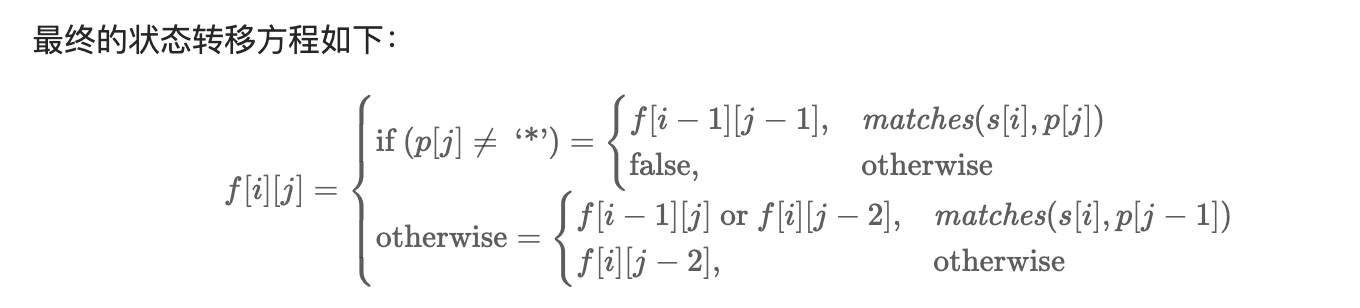 最终的状态转移方程如下：
f[i][j] = { if (p[j] ≠ ‘*’) = { f[i − 1][j − 1], matches(s[i], p[j])
false, otherwise
otherwise = { f[i − 1][j] or f[i][j − 2], matches(s[i], p[j − 1])
f[i][j − 2], otherwise